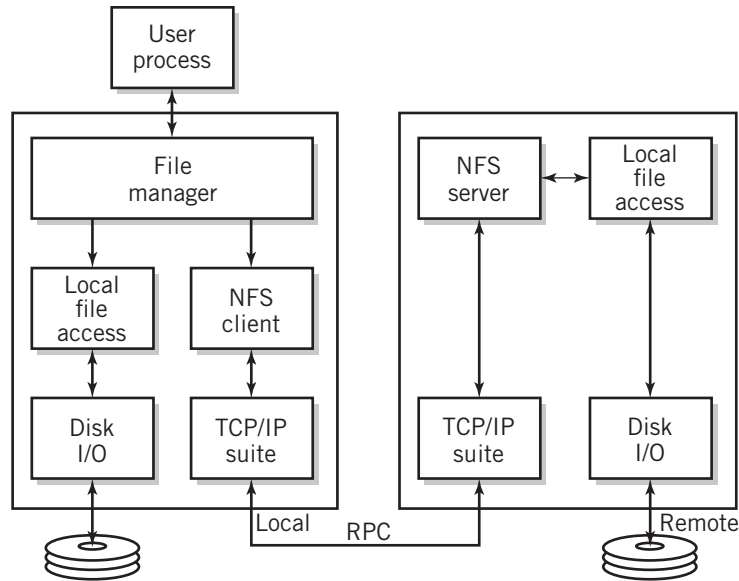 User
process
File
manager
Local
file
access
NFS
client
Disk
I/O
TCP/IP
suite
Local
RPC
NFS
server
Local
file
access
TCP/IP
suite
Disk
I/O
Remote